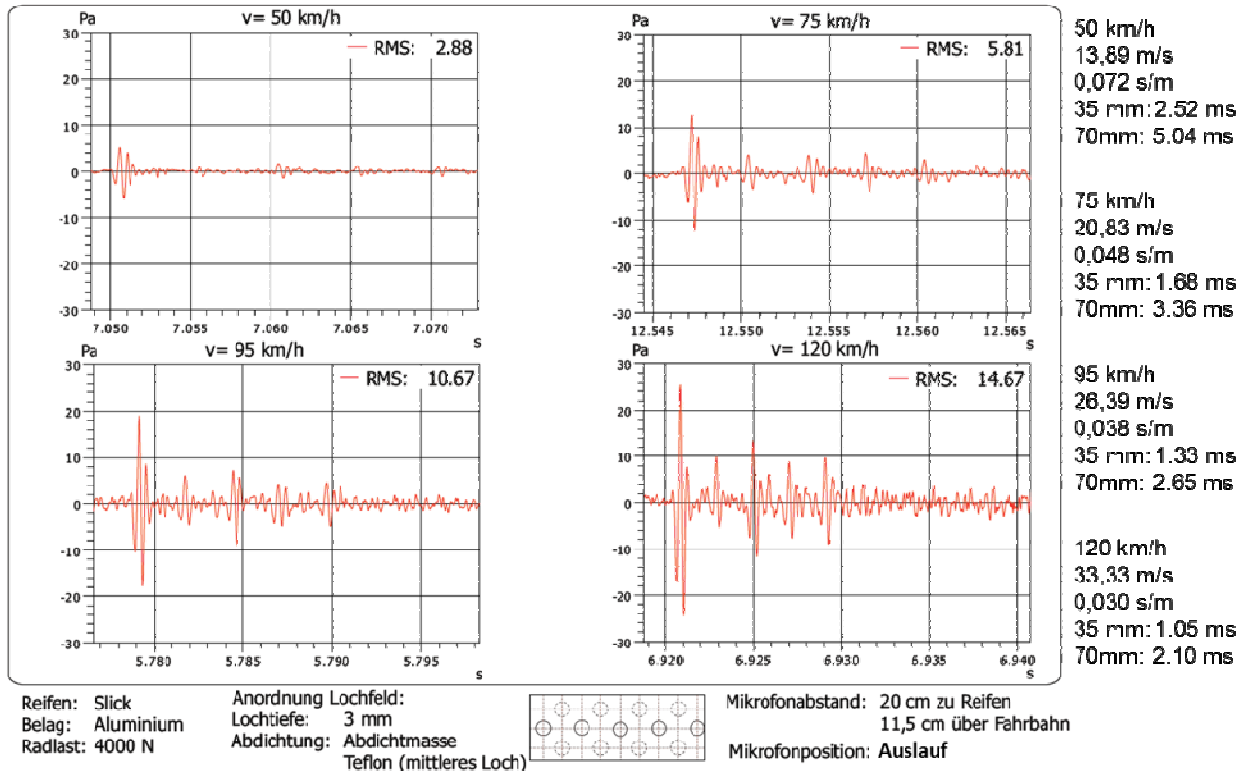 Pa
v= 50 km/h
RMS: 2.88
30
20
10
0
-10
-20
-30
7.050 7.055 7.060 7.065 7.070
s
Pa
v= 75 km/h
RMS: 5.81
30
20
10
0
-10
-20
-30
12.545 12.550 12.555 12.560 12.565
s
50 km/h
13,89 m/s
0,072 s/m
35 mm: 2.52 ms
70mm: 5.04 ms
75 km/h
20,83 m/s
0,048 s/m
35 mm: 1.68 ms
70mm: 3.36 ms
Pa
v= 95 km/h
RMS: 10.67
30
20
10
0
-10
-20
-30
5.780 5.785 5.790 5.795
s
Pa
v= 120 km/h
RMS: 14.67
30
20
10
0
-10
-20
-30
6.920 6.925 6.930 6.935 6.940
s
95 km/h
26,39 m/s
0,038 s/m
35 mm: 1.33 ms
70mm: 2.65 ms
120 km/h
33,33 m/s
0,030 s/m
35 mm: 1.05 ms
70mm: 2.10 ms
Reifen: Slick
Belag: Aluminium
Radlast: 4000 N
Anordnung Lochfeld:
Lochtiefe: 3 mm
Abdichtung: Abdichtmasse
Teflon (mittleres Loch)
Mikrofonabstand: 20 cm zu Reifen
11,5 cm über Fahrbahn
Mikrofonposition: Auslauf